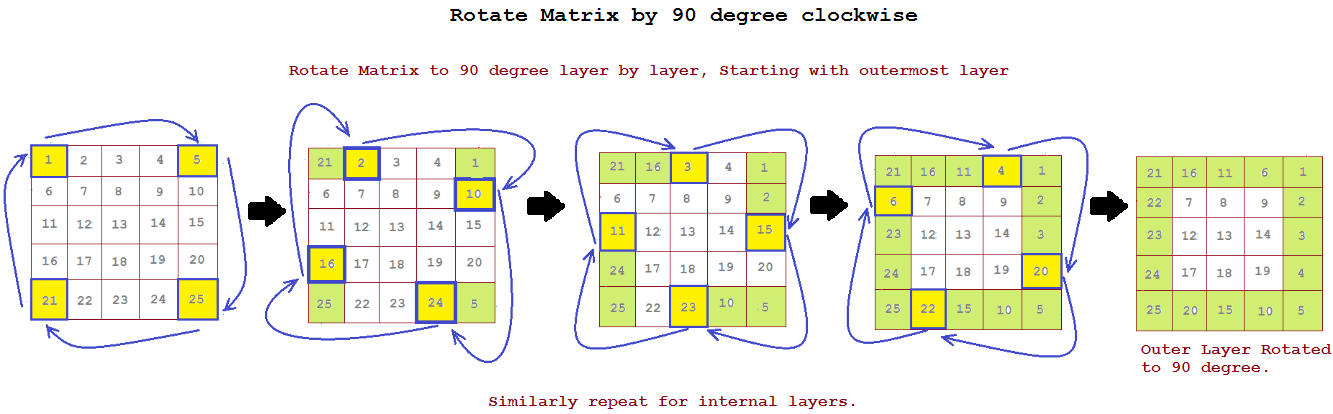 Rotate Matrix by 90 degree clockwise
Rotate Matrix to 90 degree layer by layer, Starting with outermost layer
1 2 3 4 5
6 7 8 9 10
11 12 13 14 15
16 17 18 19 20
21 22 23 24 25
21 2 3 4 1
6 7 8 9 10
11 12 13 14 15
16 17 18 19 20
25 22 23 24 5
21 16 3 4 1
6 7 8 9 2
11 12 13 14 15
24 17 18 19 20
25 22 23 10 5
21 16 11 4 1
6 7 8 9 2
23 12 13 14 3
24 17 18 19 20
25 22 15 10 5
21 16 11 6 1
22 7 8 9 2
23 12 13 14 3
24 17 18 19 4
25 20 15 10 5
Outer Layer Rotated
to 90 degree.
Similarly repeat for internal layers.